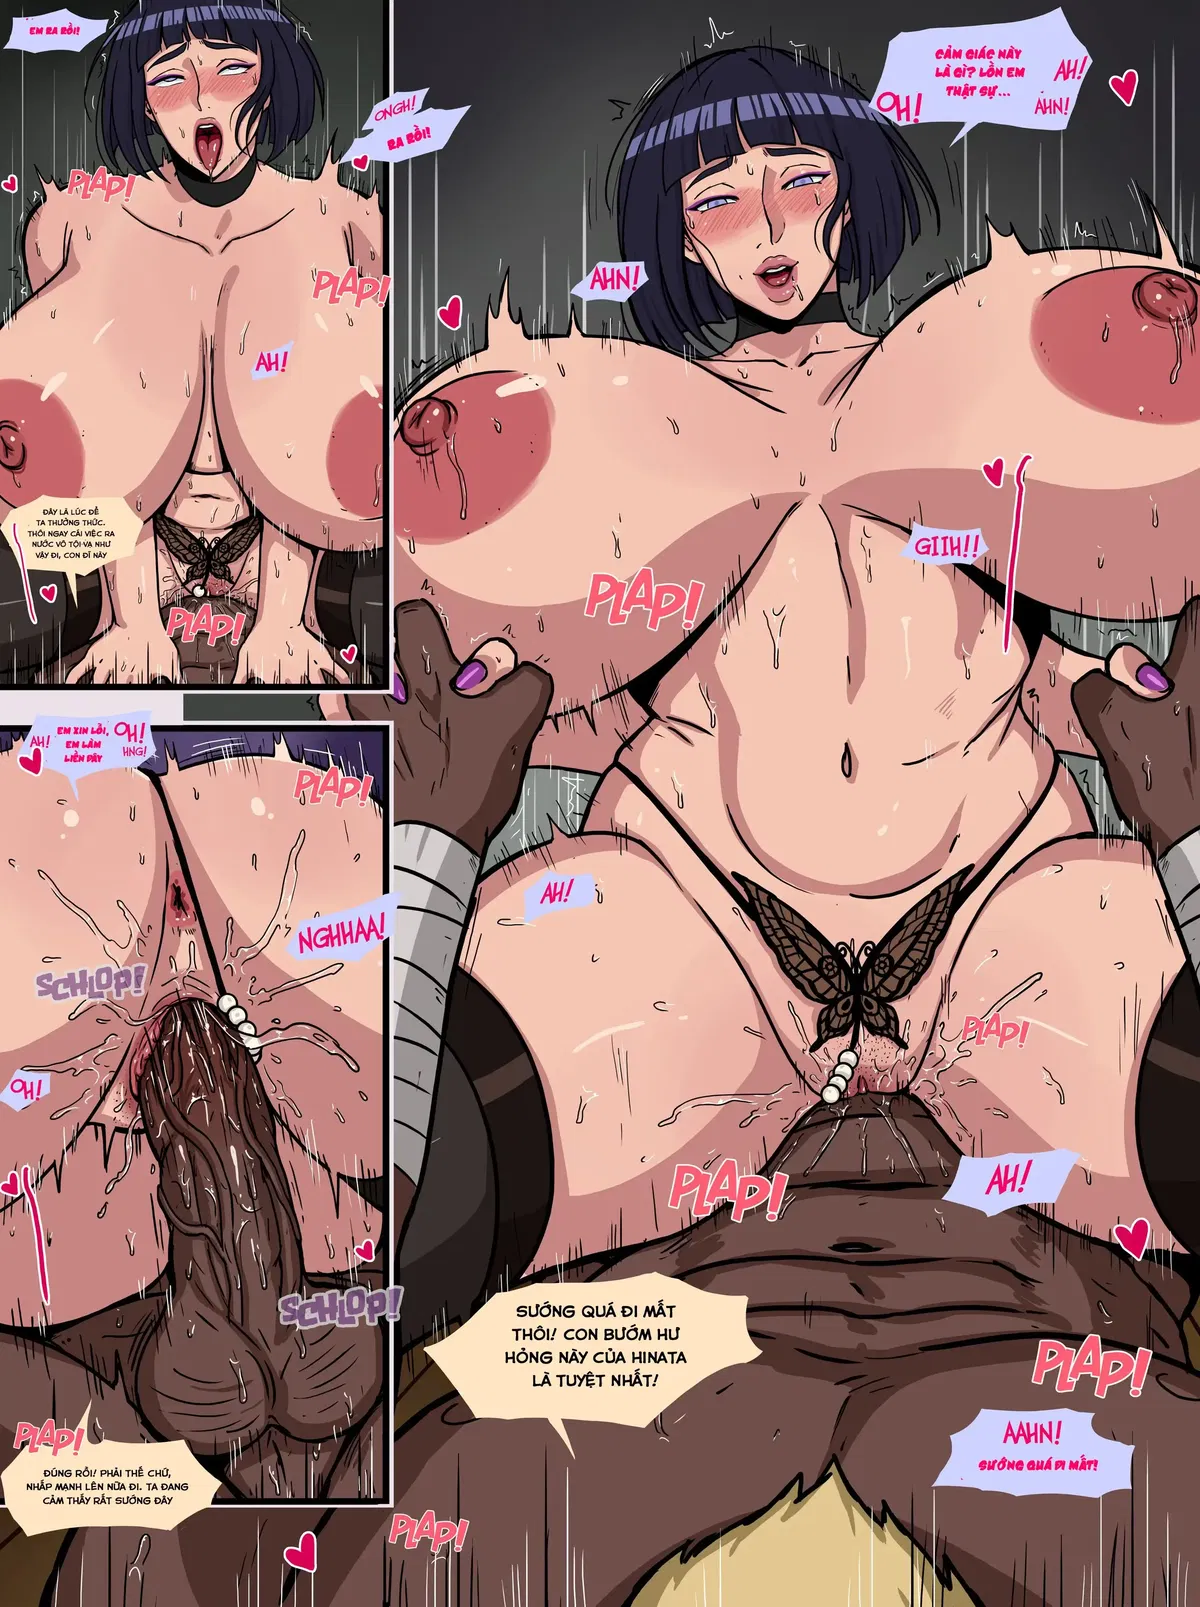 EM RA RỒI!
ONGH!
RA RỒI!
PLAP!
PLAP!
AH!
ĐÂY LÀ LÚC ĐỂ
TA THƯỞNG THỨC.
THÔI NGAY CÁI VIỆC RA
NƯỚC VÔ TỘI VẠ NHƯ
VẬY ĐI, CON ĐĨ NÀY
PLAP!
CẢM GIÁC NÀY
LÀ GÌ? LỒN EM
THẬT SỰ...
AH!
OH!
AHN!
AHN!
GIIH!!
PLAP!
AH!
PLAP!
PLAP!
AH!
SƯỚNG QUÁ ĐI MẤT
THÔI! CON BƯỚM HƯ
HỎNG NÀY CỦA HINATA
LÀ TUYỆT NHẤT!
PLAP!
AAHN!
SƯỚNG QUÁ ĐI MẤT!
PLAP!
AH!
EM XIN LỖI,
EM LÀM
LIỀN ĐÂY
OH!
HNG!
PLAP!
NGHHAA!
SCHLOP!
OH!
SCHLOP!
PLAP!
ĐÚNG RỒI! PHẢI THẾ CHỨ,
NHẤP MẠNH LÊN NỮA ĐI. TA ĐANG
CẢM THẤY RẤT SƯỚNG ĐÂY